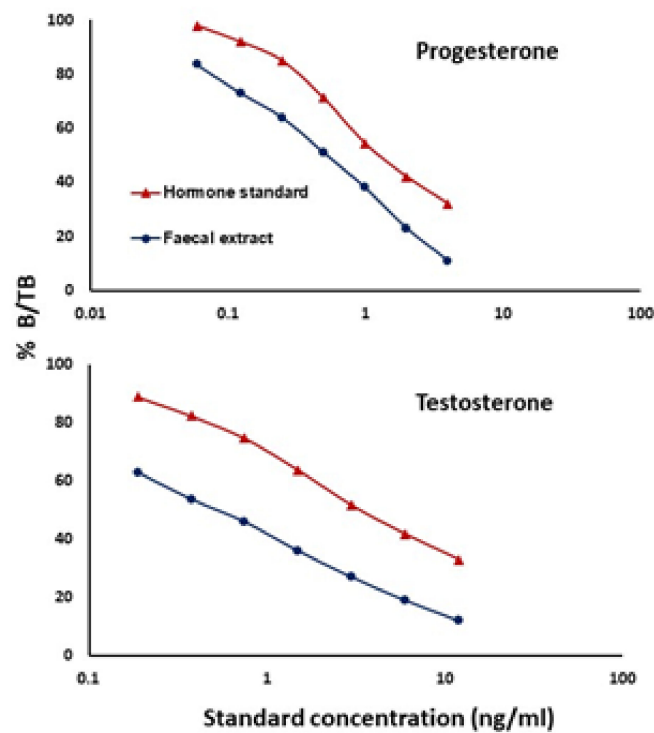 100
Progesterone
80
60
40
Hormone standard
20
Faecal extract
0
0.01 0.1 1 10 100
% B/TB
100
Testosterone
80
60
40
20
0
0.1 1 10 100
Standard concentration (ng/ml)